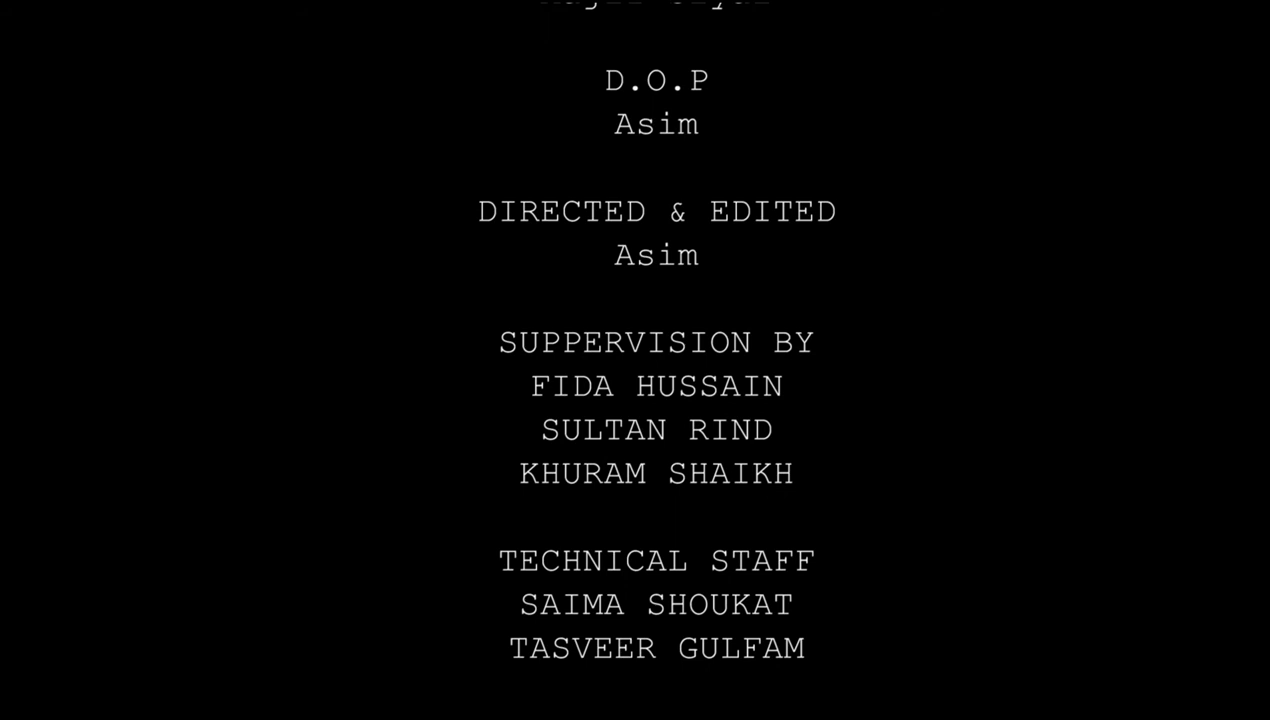 D.O.P
Asim
DIRECTED & EDITED
Asim
SUPPERVISION BY
FIDA HUSSAIN
SULTAN RIND
KHURAM SHAIKH
TECHNICAL STAFF
SAIMA SHOUKAT
TASVEER GULFAM